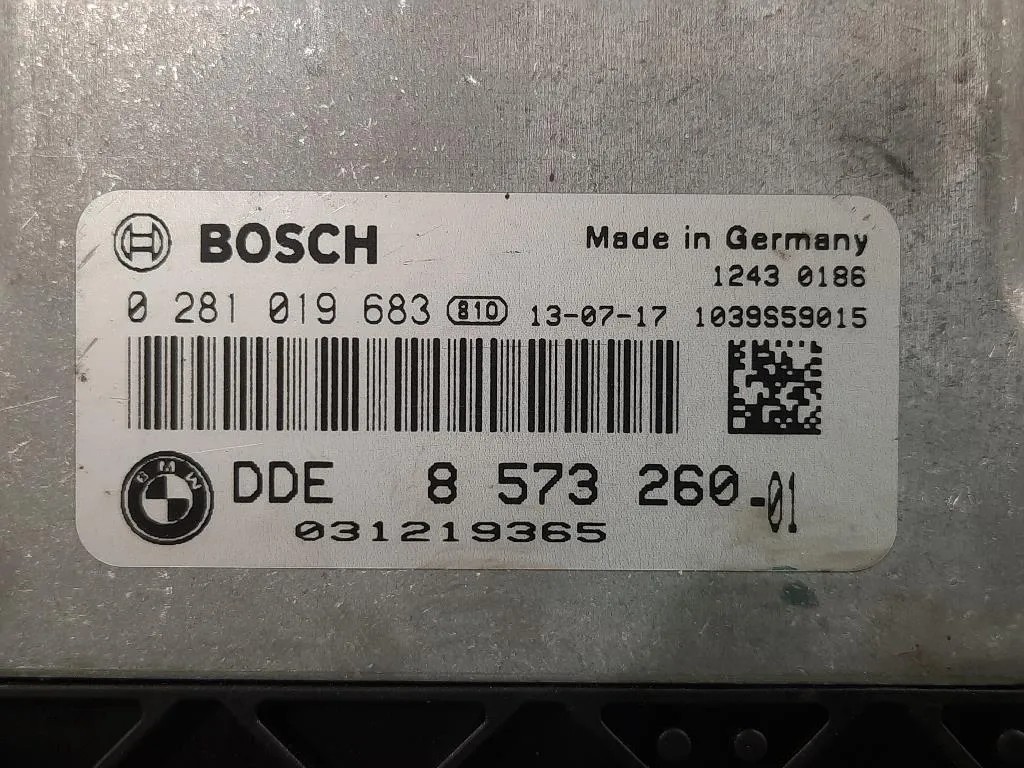 BOSCH
Made in Germany
1243 0186
0 281 019 683 810 13-07-17 1039S59015
BMW
DDE 8 573 260-01
031219365